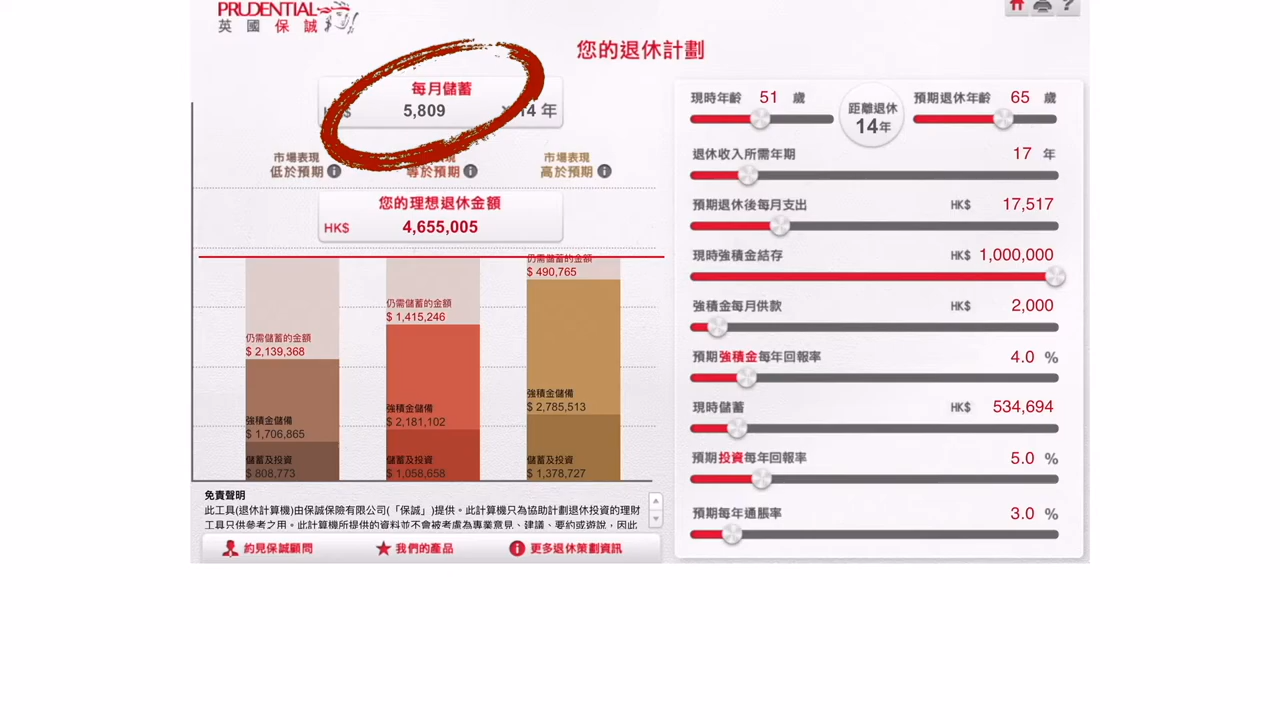 PRUDENTIAL
英國保誠
?
您的退休計劃
每月儲蓄
5,809
14 年
市場表現
低於預期
等於預期
市場表現
高於預期
您的理想退休金額
HK$ 4,655,005
仍需儲蓄的金額
$ 490,765
仍需儲蓄的金額
$ 1,415,246
仍需儲蓄的金額
$ 2,139,368
強積金儲備
$ 2,785,513
強積金儲備
$ 2,181,102
強積金儲備
$ 1,706,865
儲蓄及投資
$ 808,773
儲蓄及投資
$ 1,058,658
儲蓄及投資
$ 1,378,727
免責聲明
此工具(退休計算機)由保誠保險有限公司(「保誠」)提供。此計算機只為協助計劃退休投資的理財
工具只供參考之用。此計算機所提供的資料並不會被考慮為專業意見、建議、要約或遊說，因此
約見保誠顧問 我們的產品 更多退休策劃資訊
現時年齡 51 歲
距離退休
14年
預期退休年齡 65 歲
退休收入所需年期 17 年
預期退休後每月支出 HK$ 17,517
現時強積金結存 HK$ 1,000,000
強積金每月供款 HK$ 2,000
預期強積金每年回報率 4.0 %
現時儲蓄 HK$ 534,694
預期投資每年回報率 5.0 %
預期每年通脹率 3.0 %